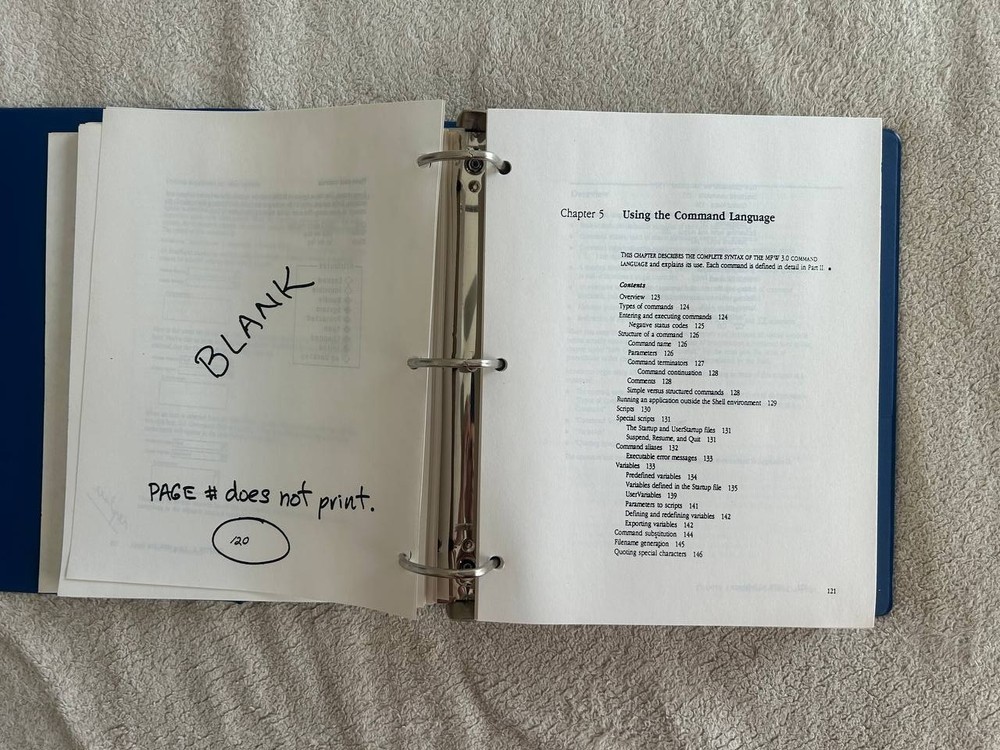 BLANK
PAGE # does not print.
120
Chapter 5 Using the Command Language
THIS CHAPTER DESCRIBES THE COMPLETE SYNTAX OF THE MPW 3.0 COMMAND
LANGUAGE and explains its use. Each command is defined in detail in Part II. •
Contents
Overview 123
Types of commands 124
Entering and executing commands 124
Negative status codes 125
Structure of a command 126
Command name 126
Parameters 126
Command terminators 127
Command continuation 128
Comments 128
Simple versus structured commands 128
Running an application outside the Shell environment 129
Scripts 130
Special scripts 131
The Startup and UserStartup files 131
Suspend, Resume, and Quit 131
Command aliases 132
Executable error messages 133
Variables 133
Predefined variables 134
Variables defined in the Startup file 135
UserVariables 139
Parameters to scripts 141
Defining and redefining variables 142
Exporting variables 142
Command substitution 144
Filename generation 145
Quoting special characters 146
121